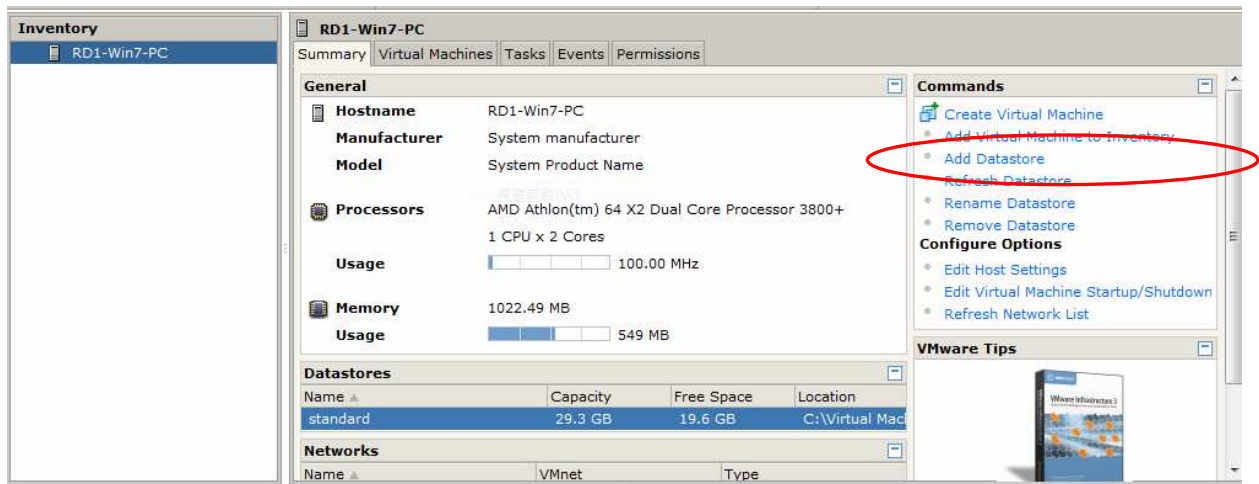 Inventory
RD1-Win7-PC
RD1-Win7-PC
Summary Virtual Machines Tasks Events Permissions
General
Hostname RD1-Win7-PC
Manufacturer System manufacturer
Model System Product Name
Processors AMD Athlon(tm) 64 X2 Dual Core Processor 3800+
1 CPU x 2 Cores
Usage 100.00 MHz
Memory 1022.49 MB
Usage 549 MB
Datastores
Name Capacity Free Space Location
standard 29.3 GB 19.6 GB C:\Virtual Mac
Networks
Name VMnet Type
Commands
Create Virtual Machine
Add Virtual Machine to Inventory
Add Datastore
Refresh Datastore
Rename Datastore
Remove Datastore
Configure Options
Edit Host Settings
Edit Virtual Machine Startup/Shutdown
Refresh Network List
VMware Tips
VMware Infrastructure 3